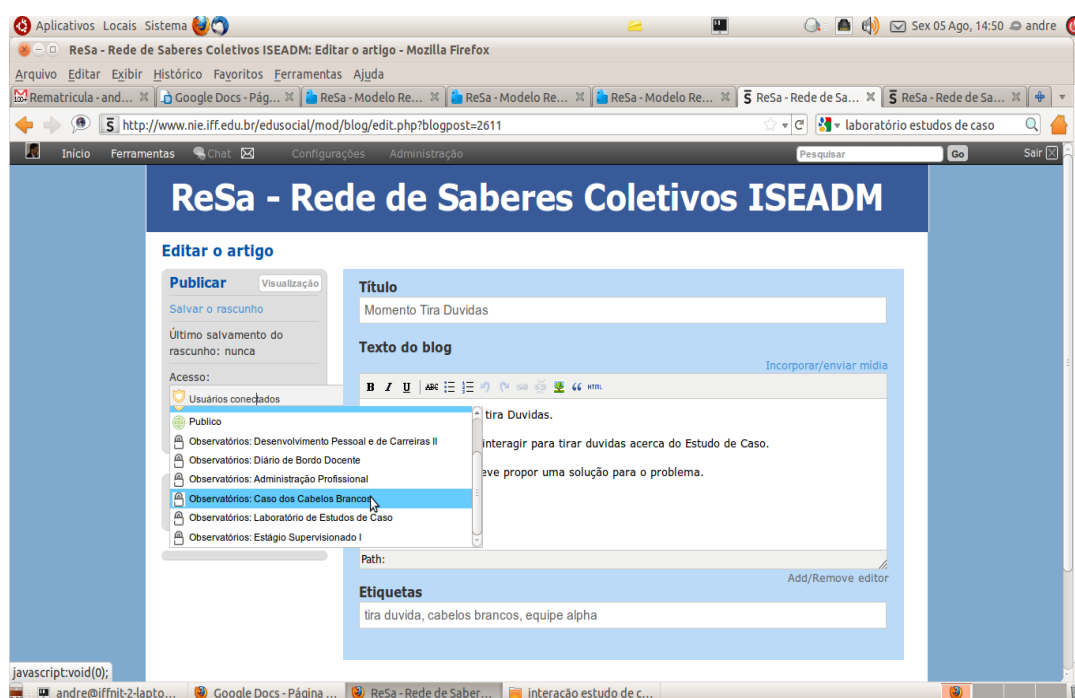 Aplicativos Locais Sistema Sex 05 Ago, 14:50 andre
ReSa - Rede de Saberes Coletivos ISEADM: Editar o artigo - Mozilla Firefox
Arquivo Editar Exibir Histórico Favoritos Ferramentas Ajuda
Rematricula - and... Google Docs - Pág... ReSa - Modelo Re... ReSa - Modelo Re... ReSa - Modelo Re... ReSa - Rede de Sa... ReSa - Rede de Sa...
http://www.nie.iff.edu.br/edusocial/mod/blog/edit.php?blogpost=2611 laboratório estudos de caso
Início Ferramentas Chat Configurações Administração Pesquisar Go Sair
ReSa - Rede de Saberes Coletivos ISEADM
Editar o artigo
Publicar Visualização
Salvar o rascunho
Último salvamento do
rascunho: nunca
Acesso:
Usuários conectados
Publico
Observatórios: Desenvolvimento Pessoal e de Carreiras II
Observatórios: Diário de Bordo Docente
Observatórios: Administração Profissional
Observatórios: Caso dos Cabelos Brancos
Observatórios: Laboratório de Estudos de Caso
Observatórios: Estágio Supervisionado I
Título
Momento Tira Duvidas
Texto do blog
Incorporar/enviar mídia
B I U ABC HTML
tira Duvidas.
interagir para tirar duvidas acerca do Estudo de Caso.
eve propor uma solução para o problema.
Path:
Add/Remove editor
Etiquetas
tira duvida, cabelos brancos, equipe alpha
javascript:void(0);
andre@iffnit-2-lapto... Google Docs - Página ... ReSa - Rede de Saber... interação estudo de c...